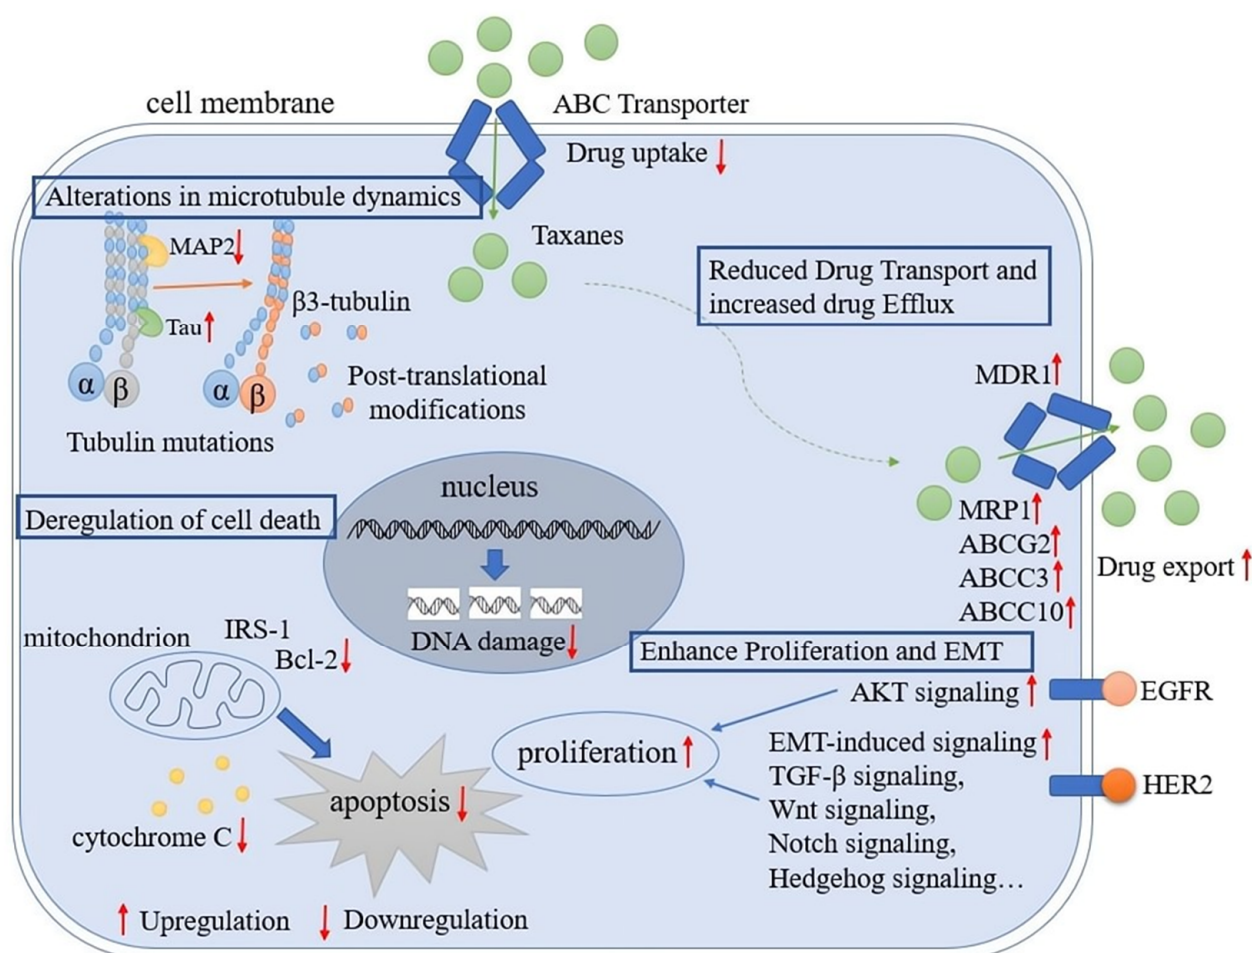 cell membrane
ABC Transporter
Drug uptake
Alterations in microtubule dynamics
Taxanes
MAP2
Reduced Drug Transport and
increased drug Efflux
β3-tubulin
Tau
MDR1
α
β
α
β
Post-translational
modifications
Tubulin mutations
nucleus
Deregulation of cell death
MRP1
ABCG2
ABCC3
ABCC10
Drug export
mitochondrion
IRS-1
Bcl-2
DNA damage
Enhance Proliferation and EMT
AKT signaling
EGFR
proliferation
EMT-induced signaling
TGF-β signaling,
Wnt signaling,
Notch signaling,
Hedgehog signaling…
HER2
apoptosis
cytochrome C
Upregulation
Downregulation